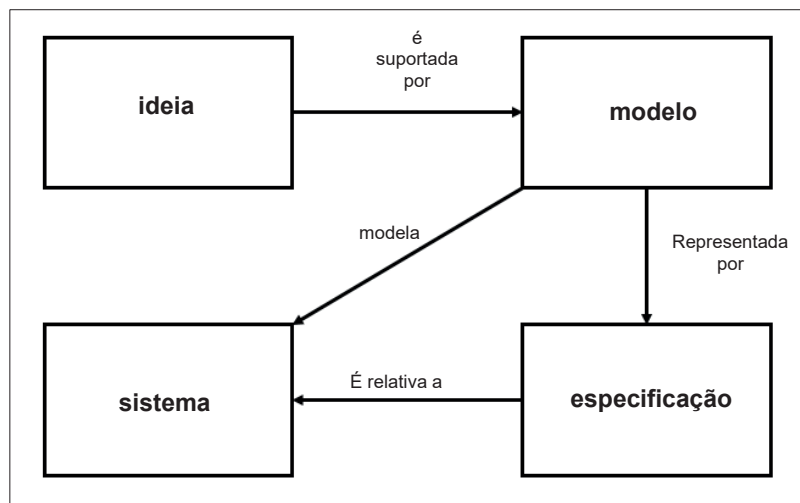 é
suportada
por
ideia
modelo
modela
Representada
por
É relativa a
sistema
especificação